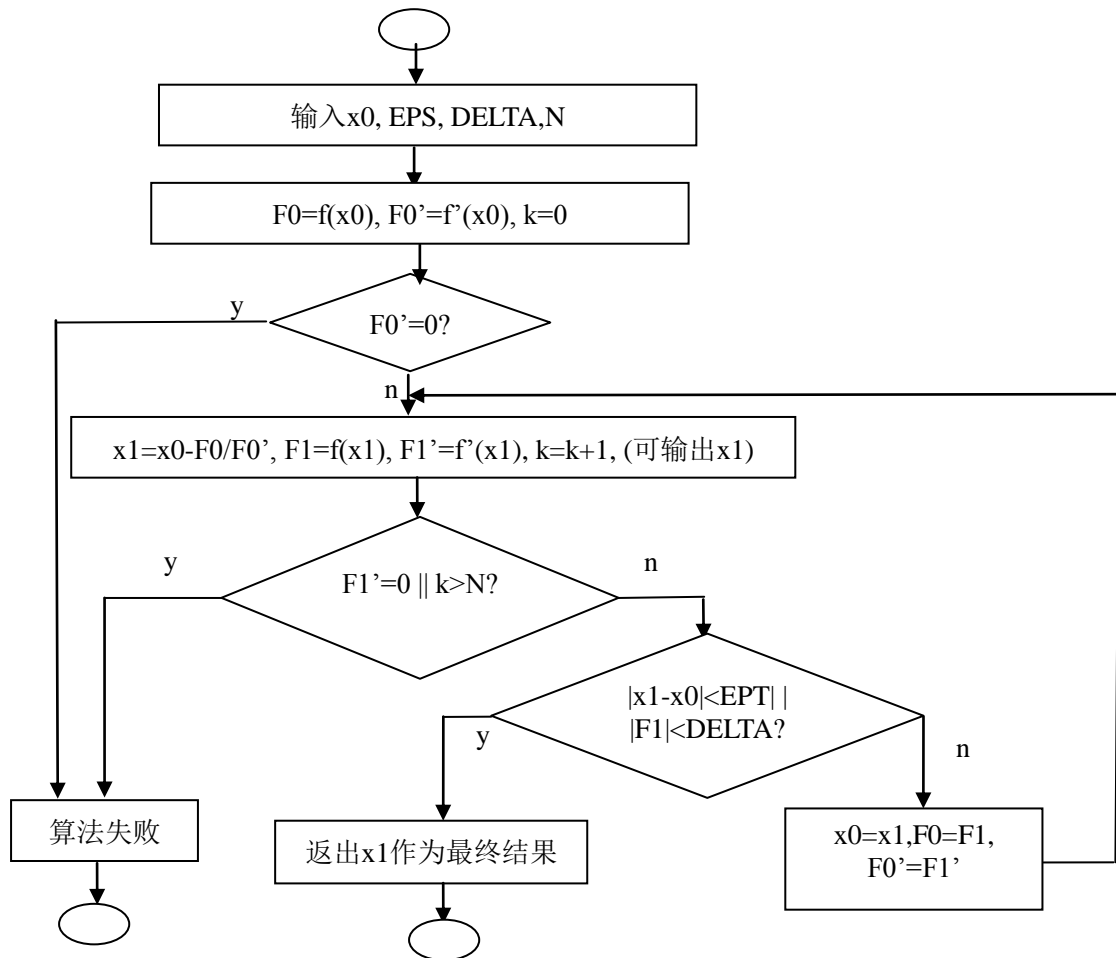 输入x0, EPS, DELTA,N
F0=f(x0), F0’=f’(x0), k=0
y
F0’=0?
n
x1=x0-F0/F0’, F1=f(x1), F1’=f’(x1), k=k+1, (可输出x1)
y
F1’=0 || k>N?
n
|x1-x0|<EPT| |
|F1|<DELTA?
y
n
算法失败
返出x1作为最终结果
x0=x1,F0=F1,
F0’=F1’